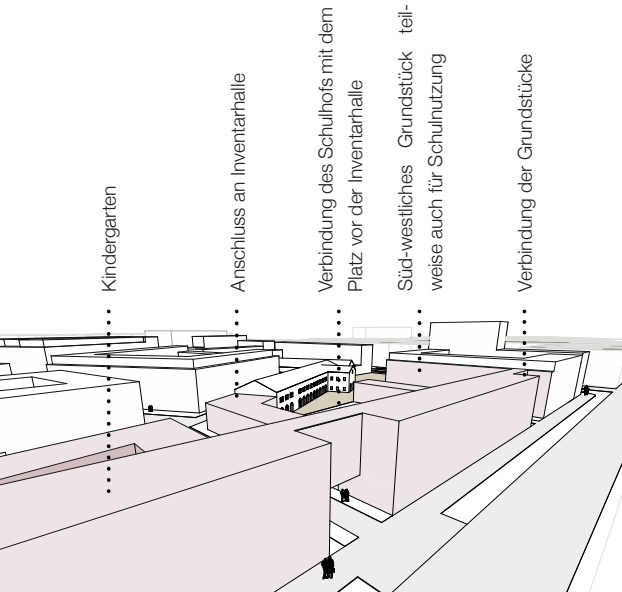 Kindergarten
Anschluss an Inventarhalle
Verbindung des Schulhofs mit dem
Platz vor der Inventarhalle
Süd-westliches Grundstück teil-
weise auch für Schulnutzung
Verbindung der Grundstücke